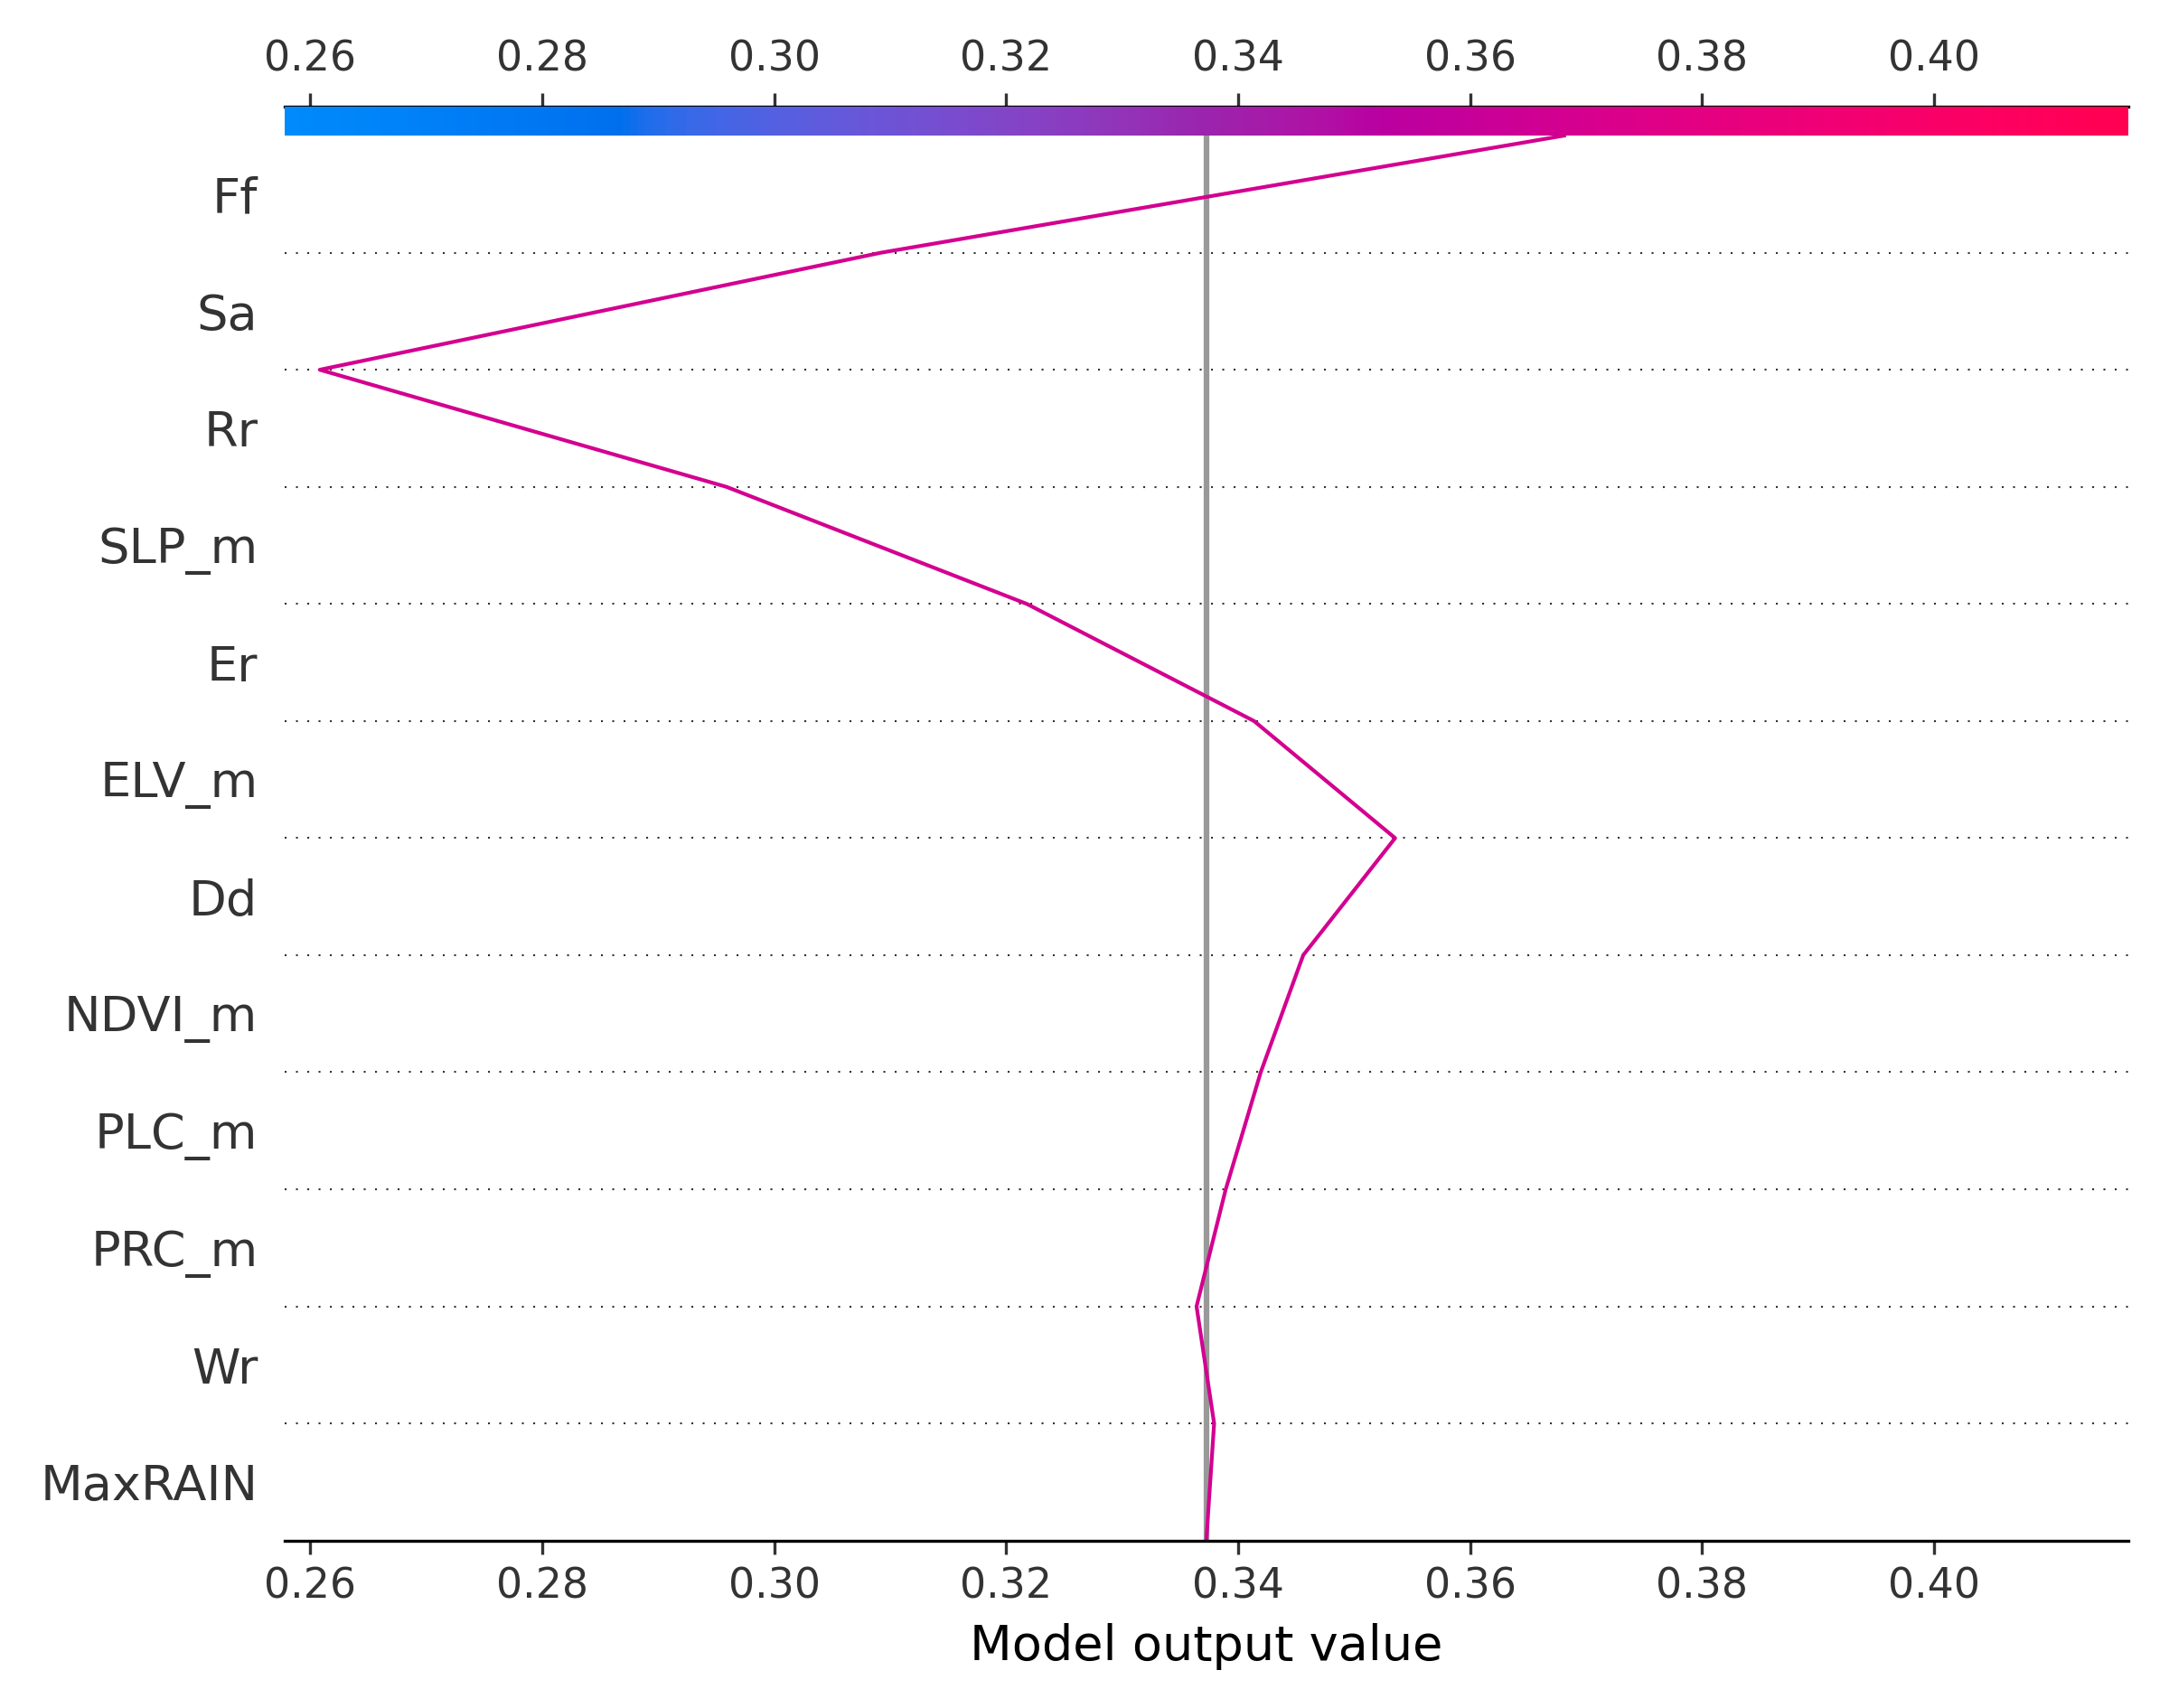 0.26 0.28 0.30 0.32 0.34 0.36 0.38 0.40
Ff
Sa
Rr
SLP_m
Er
ELV_m
Dd
NDVI_m
PLC_m
PRC_m
Wr
MaxRAIN
0.26 0.28 0.30 0.32 0.34 0.36 0.38 0.40
Model output value